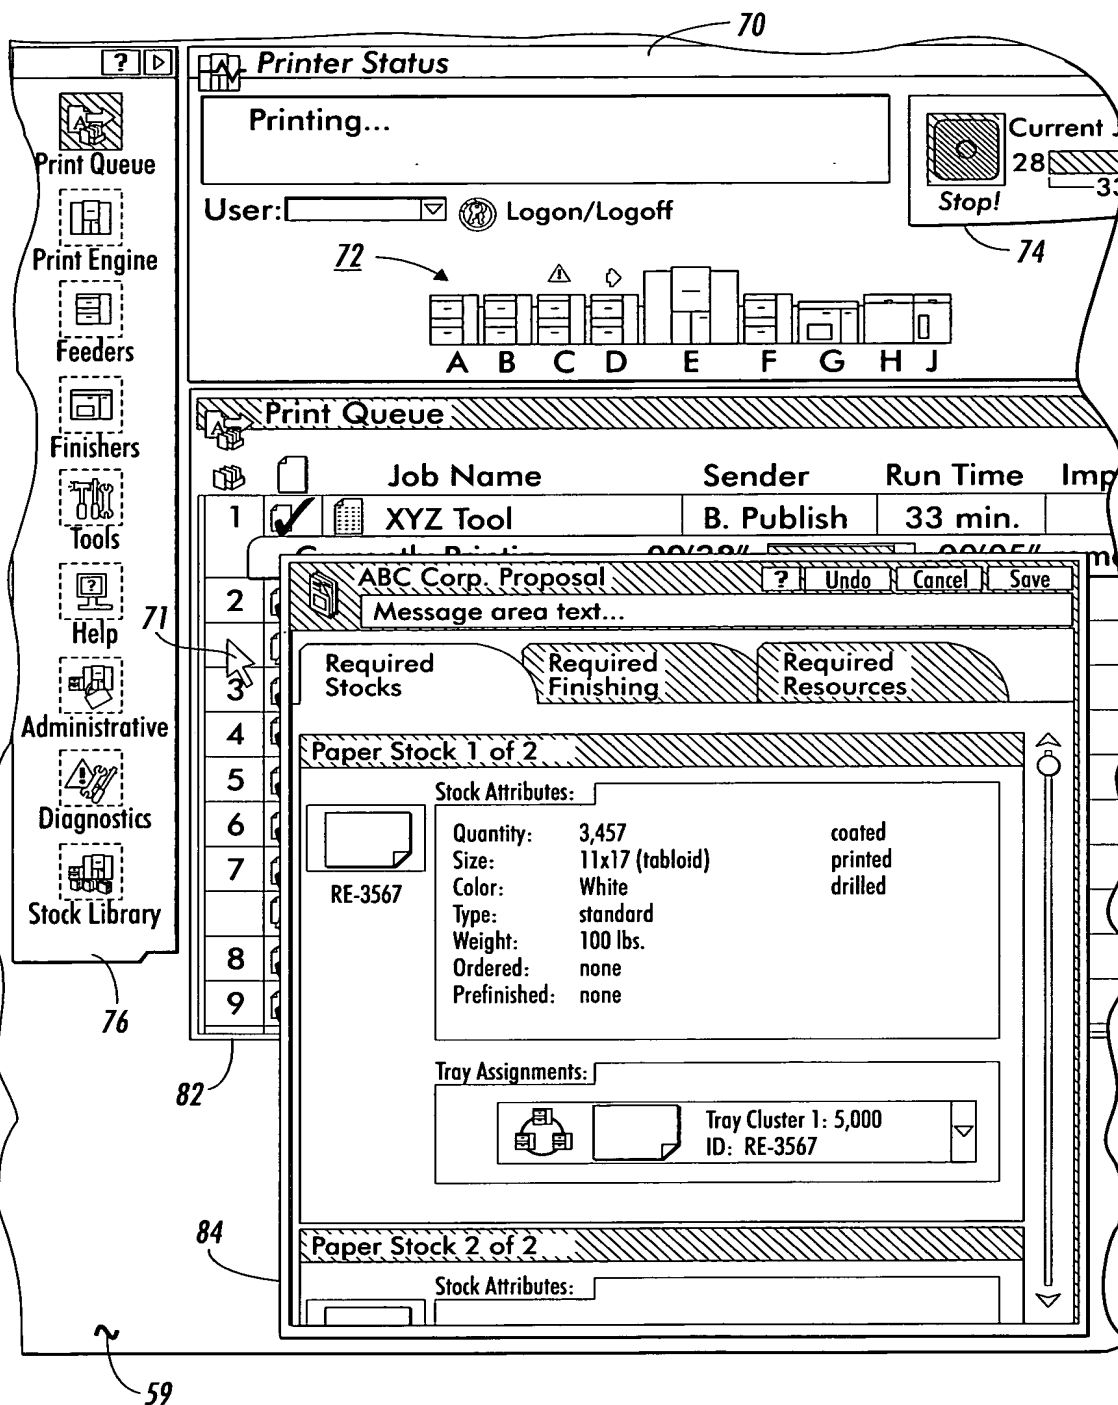 70
?
Printer Status
Printing...
Current J
28
33
Stop!
74
User:
Logon/Logoff
72
A B C D E F G H J
Print Queue
Print Engine
Feeders
Finishers
Tools
?
Help
Administrative
Diagnostics
Stock Library
76
71
Print Queue
Job Name Sender Run Time Imp
1 XYZ Tool B. Publish 33 min.
Currently Printing
2
3
4
5
6
7
8
9
82
ABC Corp. Proposal ? Undo Cancel Save
Message area text...
Required Stocks
Required Finishing
Required Resources
Paper Stock 1 of 2
RE-3567
Stock Attributes:
Quantity: 3,457 coated
Size: 11x17 (tabloid) printed
Color: White drilled
Type: standard
Weight: 100 lbs.
Ordered: none
Prefinished: none
Tray Assignments:
Tray Cluster 1: 5,000
ID: RE-3567
84
Paper Stock 2 of 2
Stock Attributes:
59